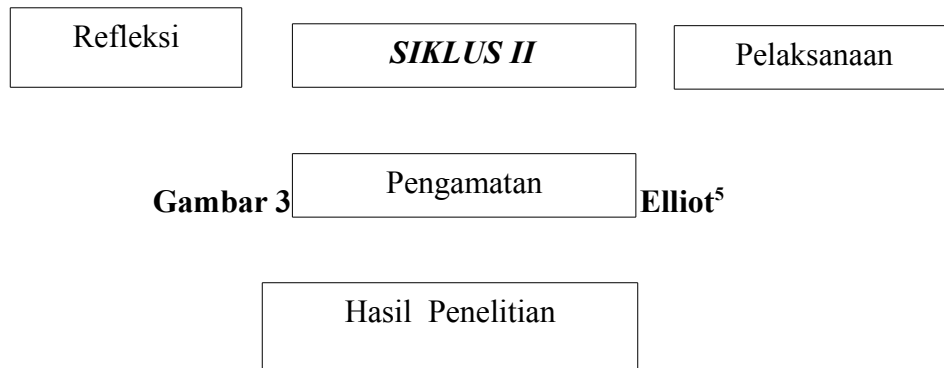 Refleksi SIKLUS II Pelaksanaan
Gambar 3 Pengamatan Elliot⁵
Hasil Penelitian